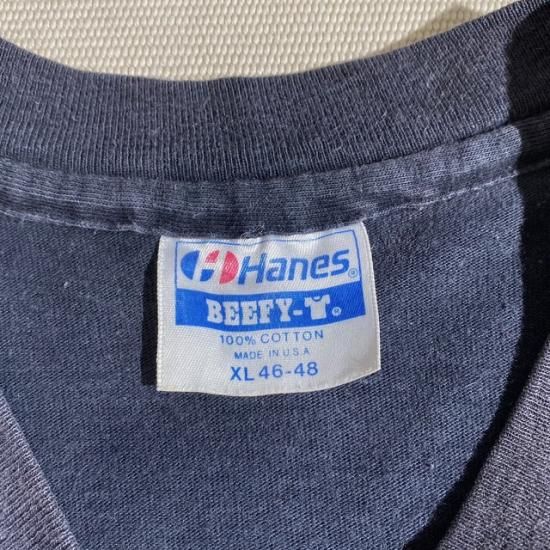 Hanes®
BEEFY-T®
100% COTTON
MADE IN U.S.A
XL 46-48